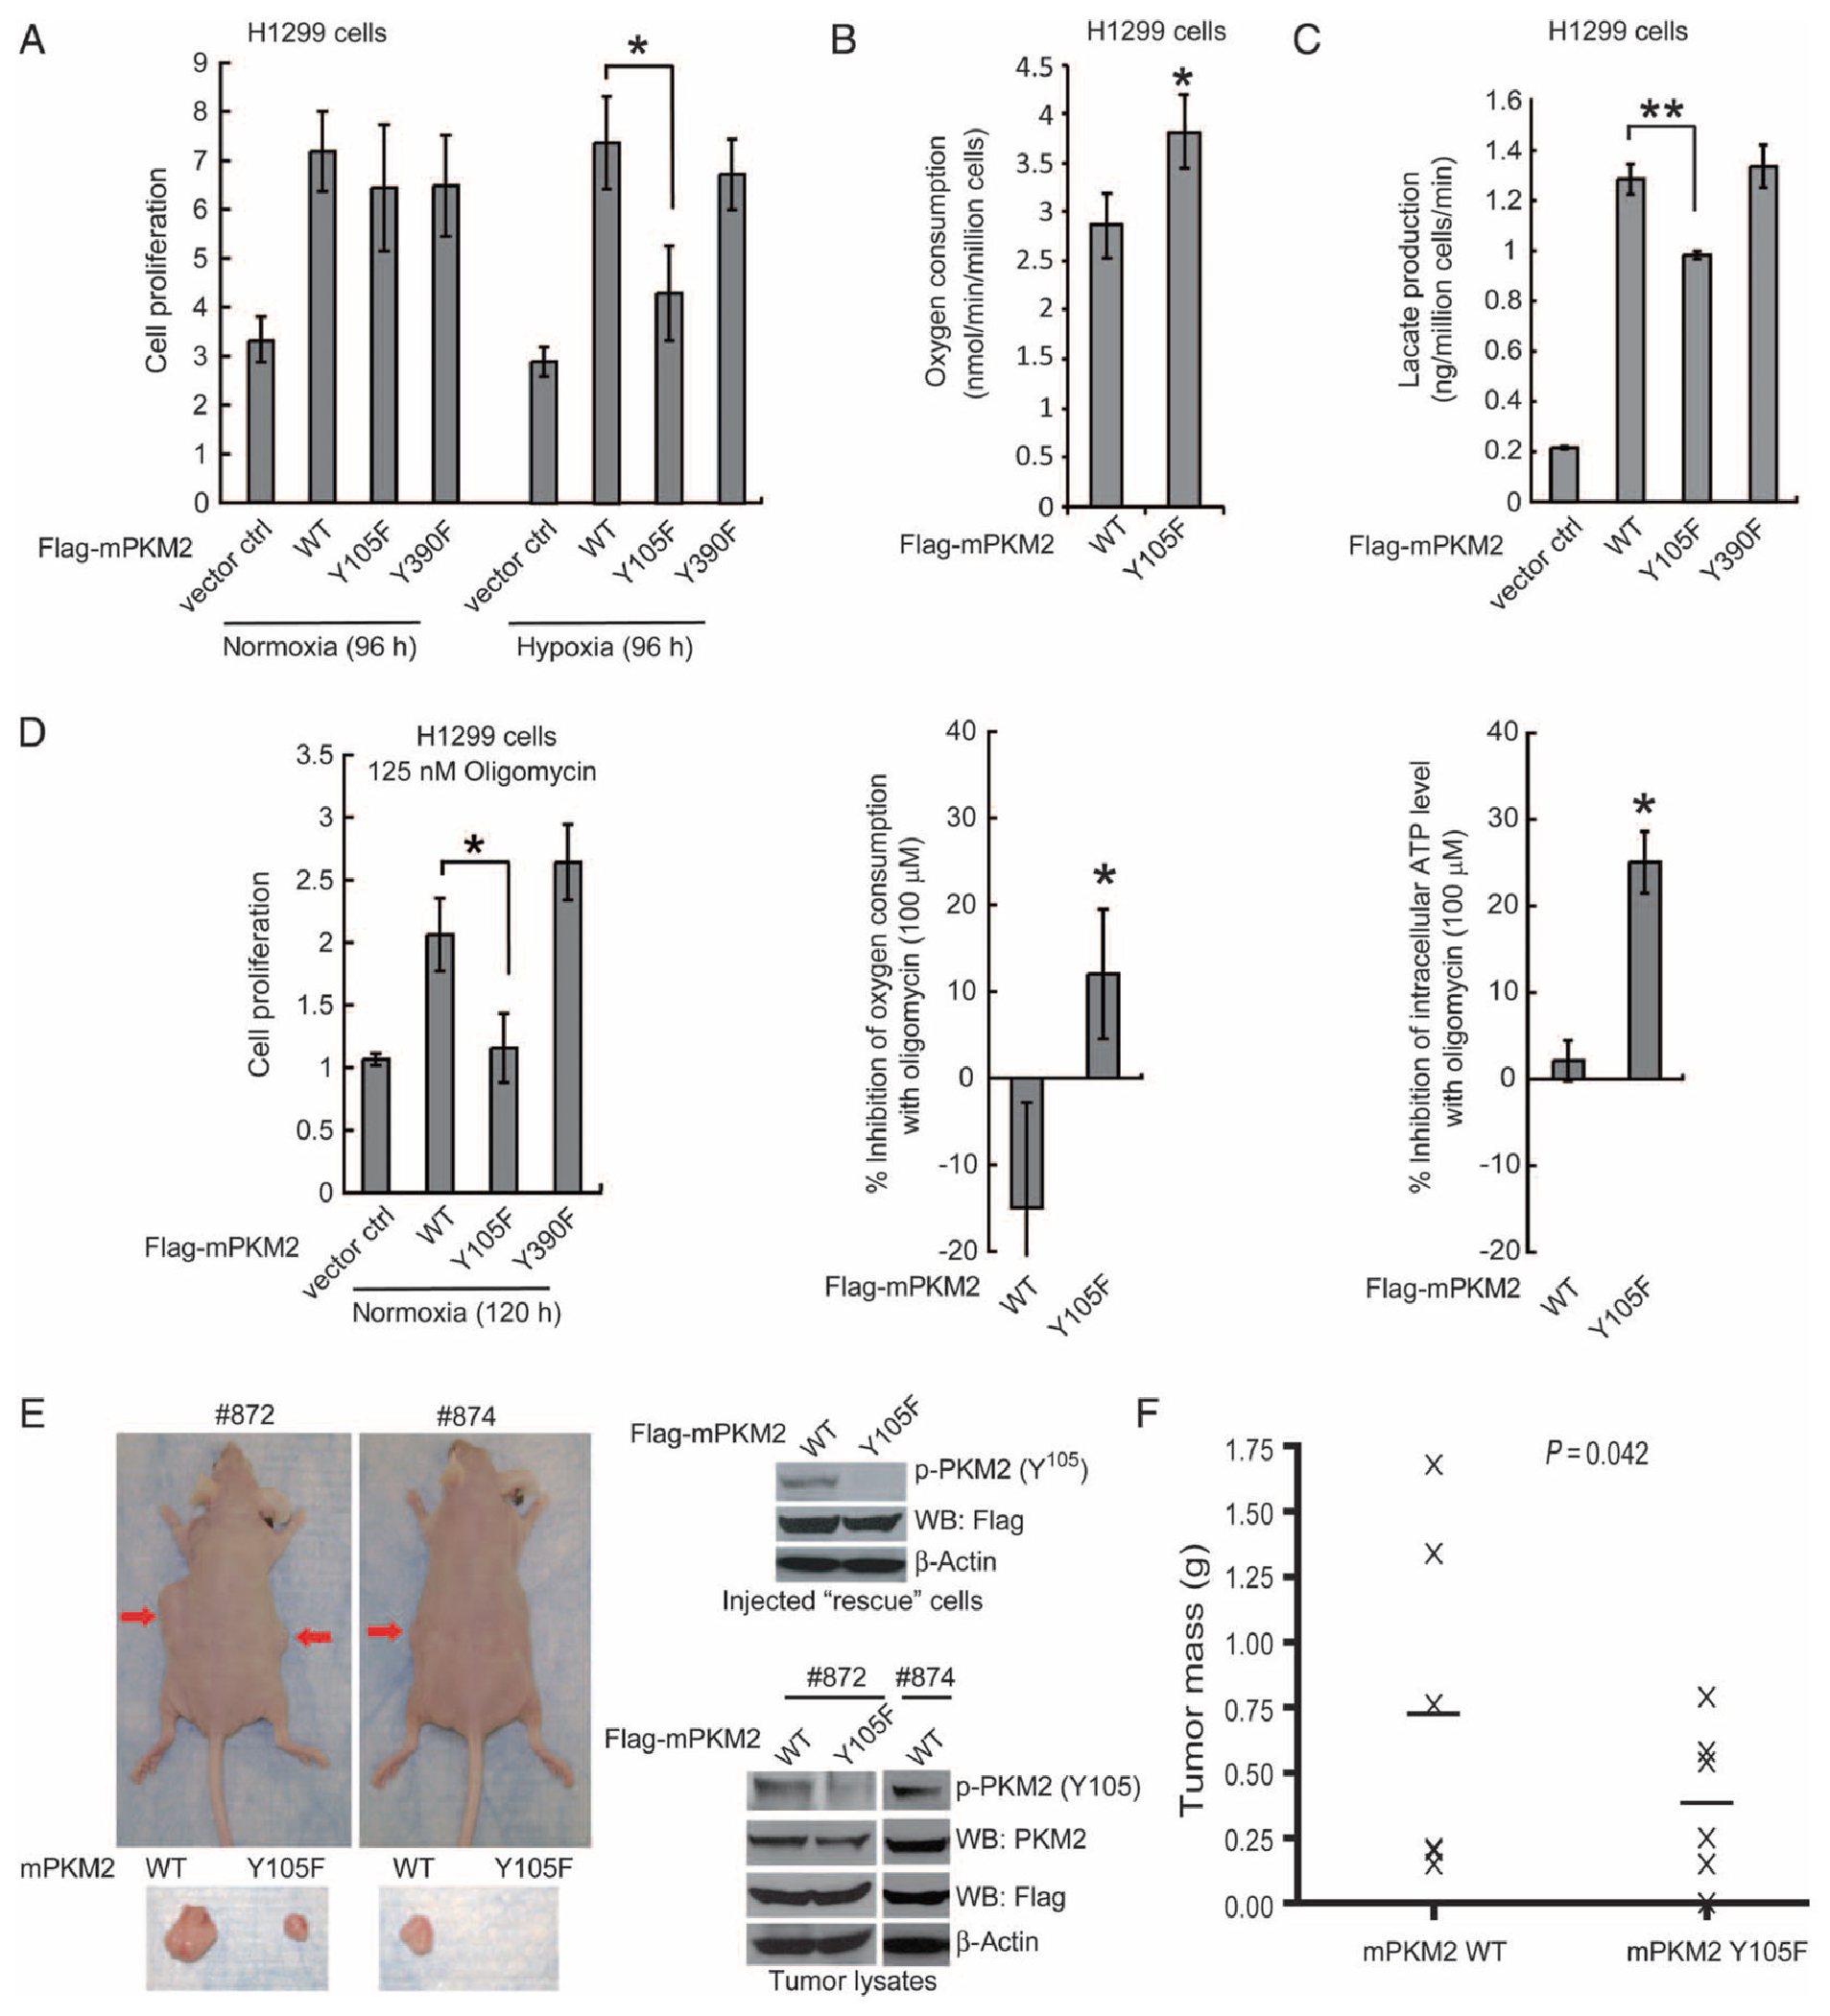 A
H1299 cells
*
Cell proliferation
9
8
7
6
5
4
3
2
1
0
Flag-mPKM2
vector ctrl
WT
Y105F
Y390F
vector ctrl
WT
Y105F
Y390F
Normoxia (96 h)
Hypoxia (96 h)
B
H1299 cells
*
Oxygen consumption
(nmol/min/million cells)
4.5
4
3.5
3
2.5
2
1.5
1
0.5
0
Flag-mPKM2
WT
Y105F
C
H1299 cells
**
Lacate production
(ng/million cells/min)
1.6
1.4
1.2
1
0.8
0.6
0.4
0.2
0
Flag-mPKM2
vector ctrl
WT
Y105F
Y390F
D
H1299 cells
125 nM Oligomycin
*
Cell proliferation
3.5
3
2.5
2
1.5
1
0.5
0
Flag-mPKM2
vector ctrl
WT
Y105F
Y390F
Normoxia (120 h)
% Inhibition of oxygen consumption
with oligomycin (100 µM)
40
30
20
10
0
-10
-20
*
Flag-mPKM2
WT
Y105F
% Inhibition of intracellular ATP level
with oligomycin (100 µM)
40
30
20
10
0
-10
-20
*
Flag-mPKM2
WT
Y105F
E
#872
#874
mPKM2
WT
Y105F
WT
Y105F
Flag-mPKM2
WT
Y105F
p-PKM2 (Y105)
WB: Flag
β-Actin
Injected “rescue” cells
#872
#874
Flag-mPKM2
WT
Y105F
WT
p-PKM2 (Y105)
WB: PKM2
WB: Flag
β-Actin
Tumor lysates
F
P = 0.042
Tumor mass (g)
1.75
1.50
1.25
1.00
0.75
0.50
0.25
0.00
mPKM2 WT
mPKM2 Y105F